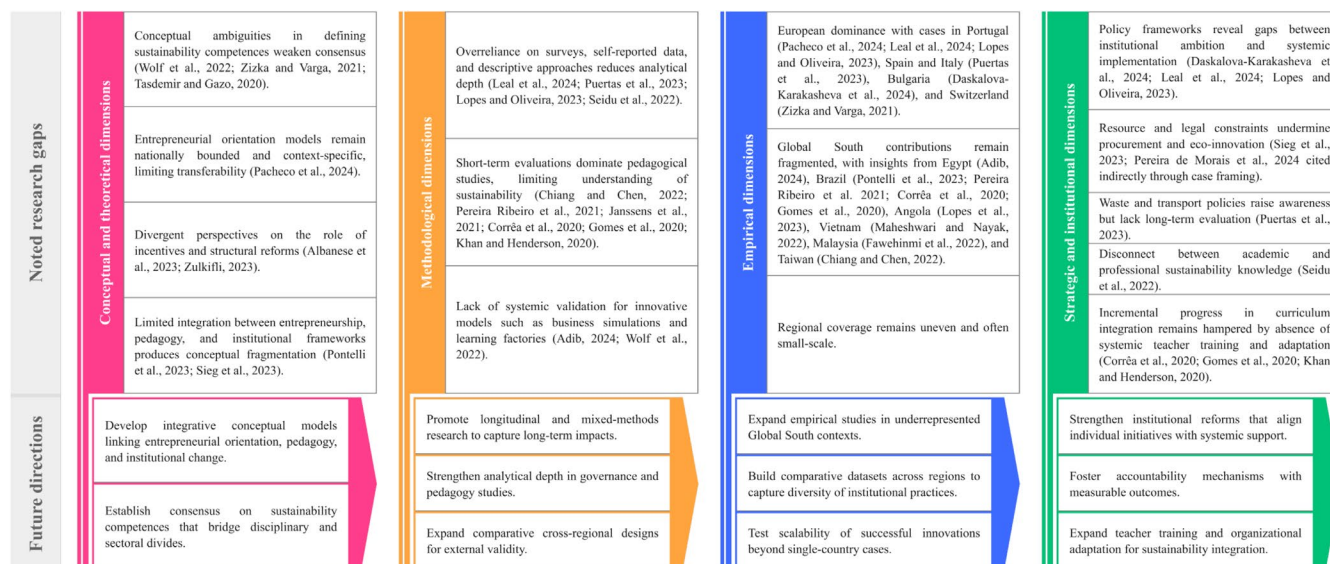 Noted research gaps
Conceptual and theoretical dimensions
Conceptual ambiguities in defining
sustainability competences weaken consensus
(Wolf et al., 2022; Zizka and Varga, 2021;
Tasdemir and Gazo, 2020).
Entrepreneurial orientation models remain
nationally bounded and context-specific,
limiting transferability (Pacheco et al., 2024).
Divergent perspectives on the role of
incentives and structural reforms (Albanese
et al., 2023; Zulkifli, 2023).
Limited integration between entrepreneurship,
pedagogy, and institutional frameworks
produces conceptual fragmentation (Pontelli
et al., 2023; Sieg et al., 2023).
Methodological dimensions
Overreliance on surveys, self-reported data,
and descriptive approaches reduces analytical
depth (Leal et al., 2024; Puertas et al., 2023;
Lopes and Oliveira, 2023; Seidu et al., 2022).
Short-term evaluations dominate pedagogical
studies, limiting understanding of
sustainability (Chiang and Chen, 2022;
Pereira Ribeiro et al., 2021; Janssens et al.,
2021; Corrêa et al., 2020; Gomes et al., 2020;
Khan and Henderson, 2020).
Lack of systemic validation for innovative
models such as business simulations and
learning factories (Adib, 2024; Wolf et al.,
2022).
Empirical dimensions
European dominance with cases in Portugal
(Pacheco et al., 2024; Leal et al., 2024; Lopes
and Oliveira, 2023), Spain and Italy (Puertas
et al., 2023), Bulgaria (Daskalova-
Karakasheva et al., 2024), and Switzerland
(Zizka and Varga, 2021).
Global South contributions remain
fragmented, with insights from Egypt (Adib,
2024), Brazil (Pontelli et al., 2023; Pereira
Ribeiro et al. 2021; Corrêa et al., 2020;
Gomes et al., 2020), Angola (Lopes et al.,
2023), Vietnam (Maheshwari and Nayak,
2022), Malaysia (Fawehinmi et al., 2022), and
Taiwan (Chiang and Chen, 2022).
Regional coverage remains uneven and often
small-scale.
Strategic and institutional dimensions
Policy frameworks reveal gaps between
institutional ambition and systemic
implementation (Daskalova-Karakasheva et
al., 2024; Leal et al., 2024; Lopes and
Oliveira, 2023).
Resource and legal constraints undermine
procurement and eco-innovation (Sieg et al.,
2023; Pereira de Morais et al., 2024 cited
indirectly through case framing).
Waste and transport policies raise awareness
but lack long-term evaluation (Puertas et al.,
2023).
Disconnect between academic and
professional sustainability knowledge (Seidu
et al., 2022).
Incremental progress in curriculum
integration remains hampered by absence of
systemic teacher training and adaptation
(Corrêa et al., 2020; Gomes et al., 2020; Khan
and Henderson, 2020).
Future directions
Develop integrative conceptual models
linking entrepreneurial orientation, pedagogy,
and institutional change.
Establish consensus on sustainability
competences that bridge disciplinary and
sectoral divides.
Promote longitudinal and mixed-methods
research to capture long-term impacts.
Strengthen analytical depth in governance and
pedagogy studies.
Expand comparative cross-regional designs
for external validity.
Expand empirical studies in underrepresented
Global South contexts.
Build comparative datasets across regions to
capture diversity of institutional practices.
Test scalability of successful innovations
beyond single-country cases.
Strengthen institutional reforms that align
individual initiatives with systemic support.
Foster accountability mechanisms with
measurable outcomes.
Expand teacher training and organizational
adaptation for sustainability integration.